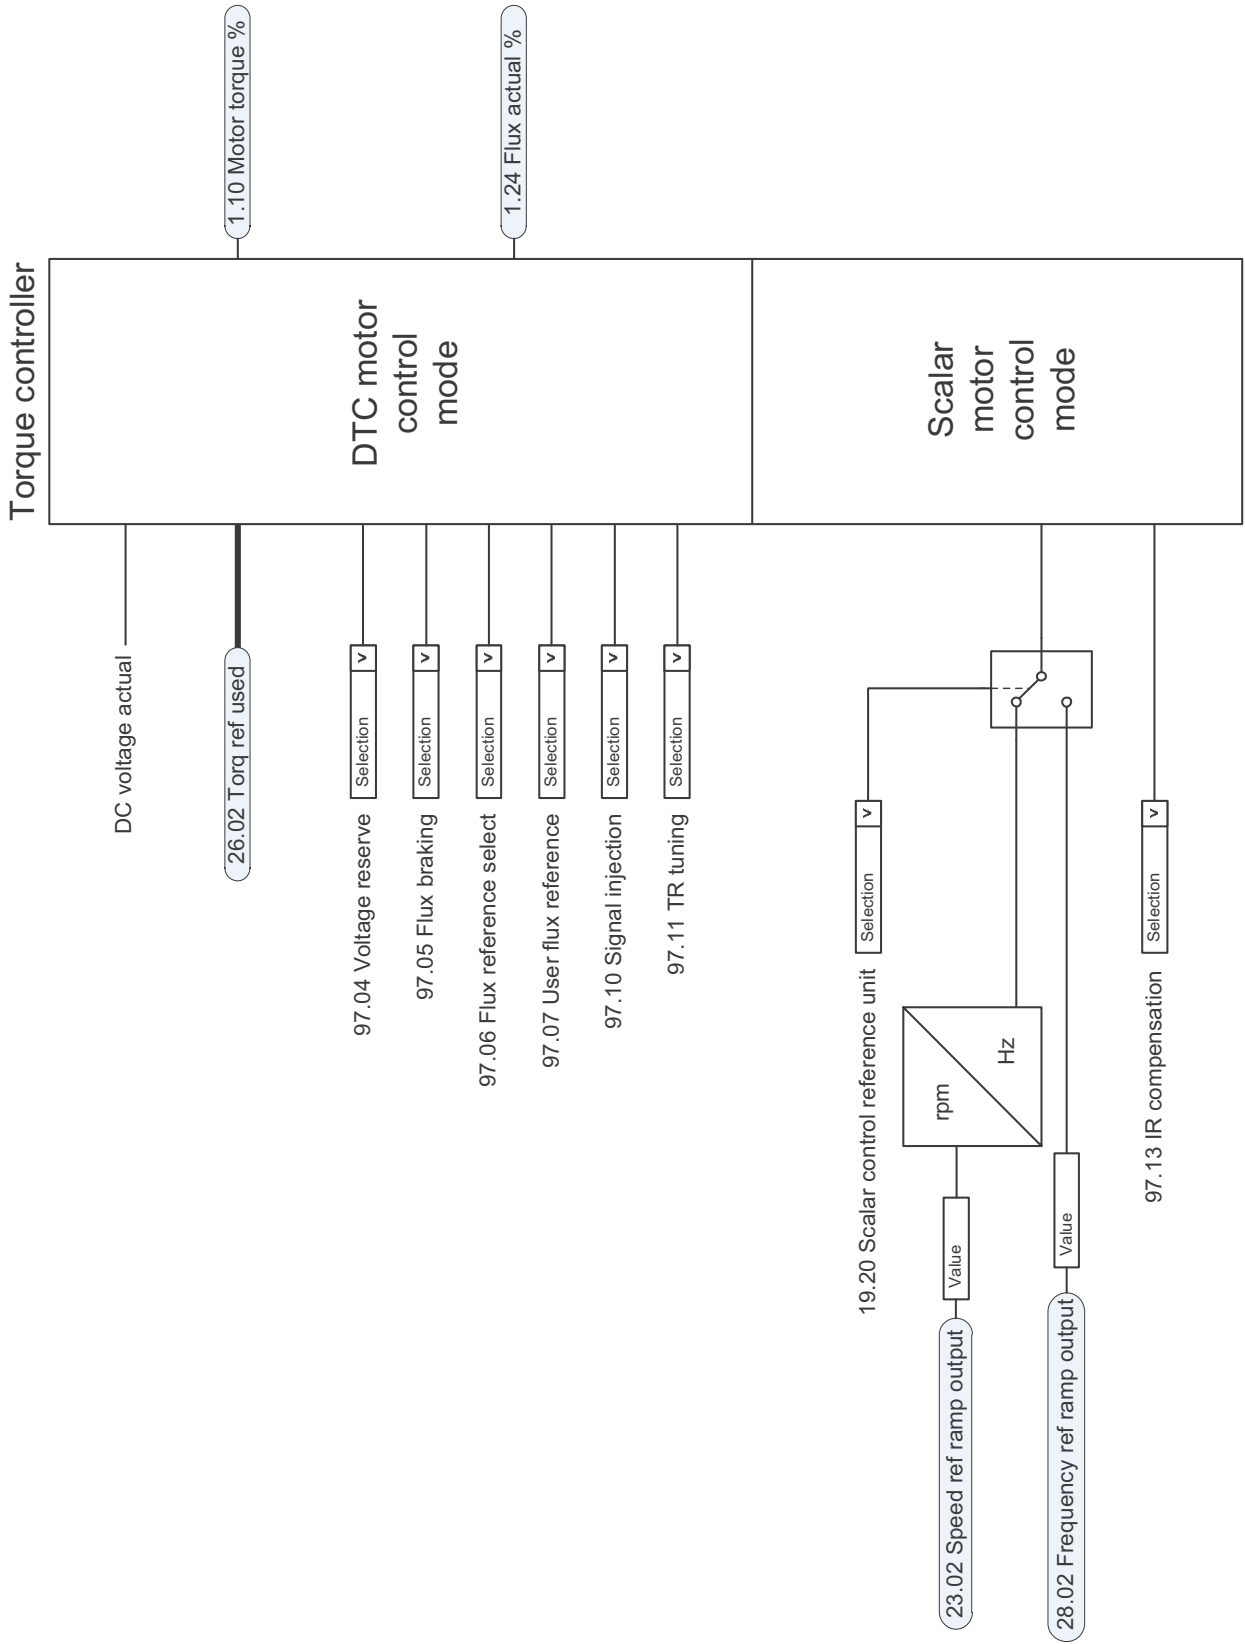 Torque controller
DC voltage actual
26.02 Torq ref used
1.10 Motor torque %
97.04 Voltage reserve
Selection
v
97.05 Flux braking
Selection
v
DTC motor
control
mode
97.06 Flux reference select
Selection
v
1.24 Flux actual %
97.07 User flux reference
Selection
v
97.10 Signal injection
Selection
v
97.11 TR tuning
Selection
v
19.20 Scalar control reference unit
Selection
v
Scalar
motor
control
mode
23.02 Speed ref ramp output
Value
rpm
Hz
28.02 Frequency ref ramp output
Value
97.13 IR compensation
Selection
v